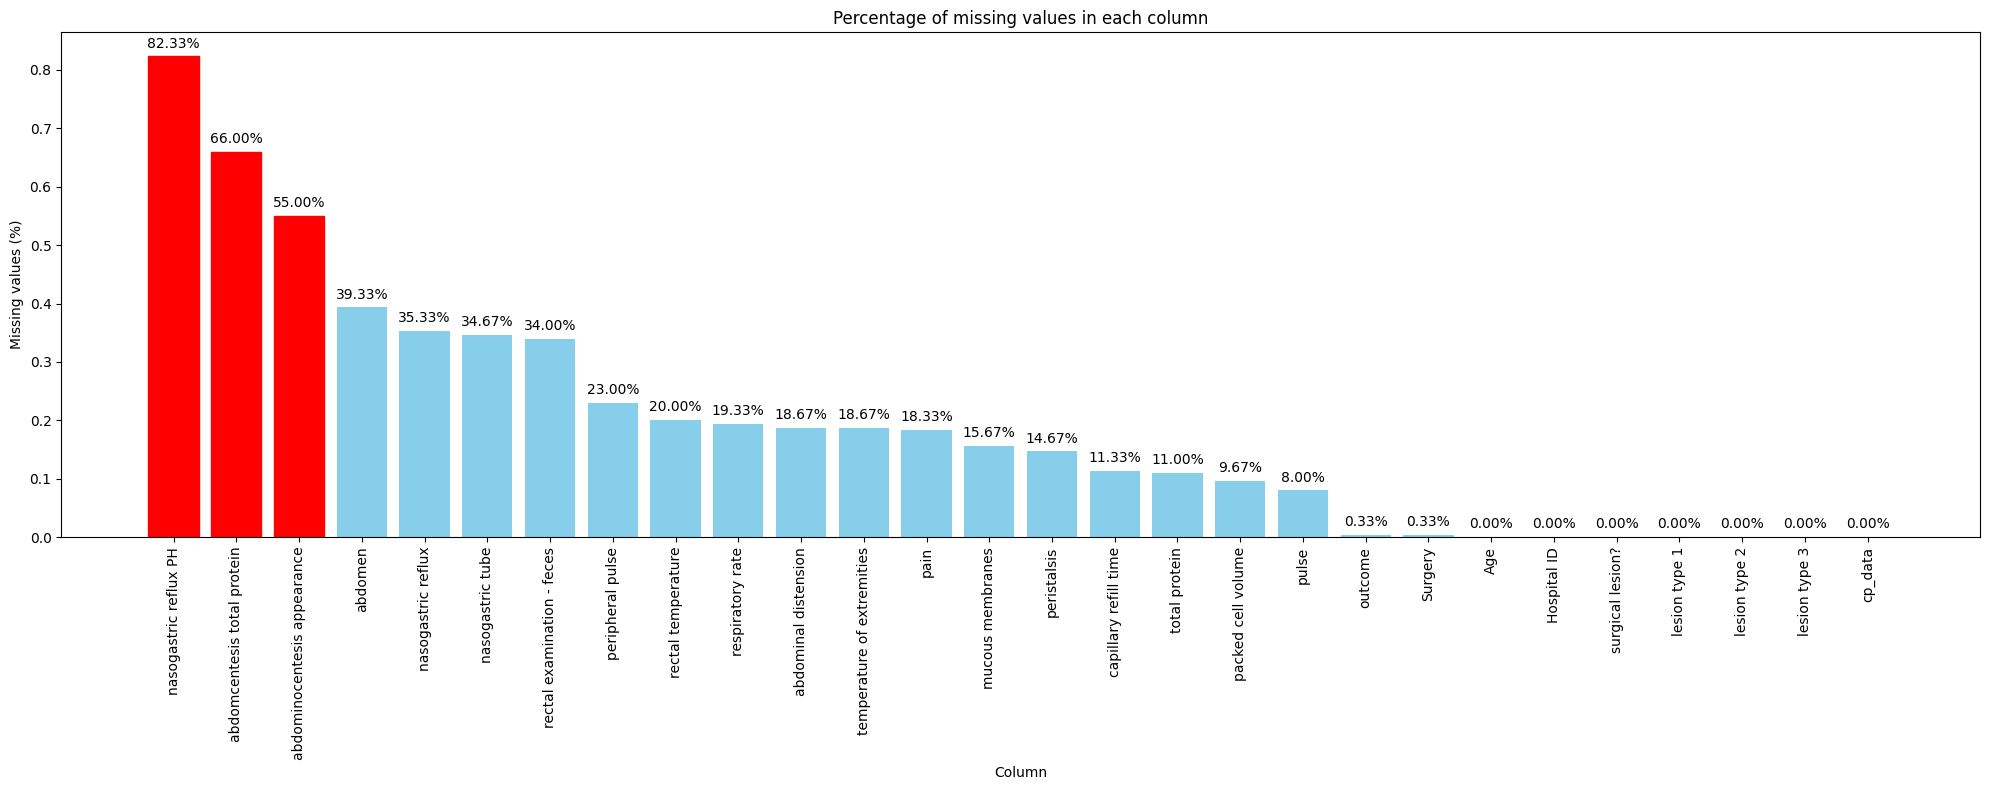 Percentage of missing values in each column
Missing values (%)
0.8
0.7
0.6
0.5
0.4
0.3
0.2
0.1
0.0
82.33%
66.00%
55.00%
39.33%
35.33%
34.67%
34.00%
23.00%
20.00%
19.33%
18.67%
18.67%
18.33%
15.67%
14.67%
11.33%
11.00%
9.67%
8.00%
0.33%
0.33%
0.00%
0.00%
0.00%
0.00%
0.00%
0.00%
0.00%
nasogastric reflux PH
abdomcentesis total protein
abdominocentesis appearance
abdomen
nasogastric reflux
nasogastric tube
rectal examination - feces
peripheral pulse
rectal temperature
respiratory rate
abdominal distension
temperature of extremities
pain
mucous membranes
peristalsis
capillary refill time
total protein
packed cell volume
pulse
outcome
Surgery
Age
Hospital ID
surgical lesion?
lesion type 1
lesion type 2
lesion type 3
cp_data
Column